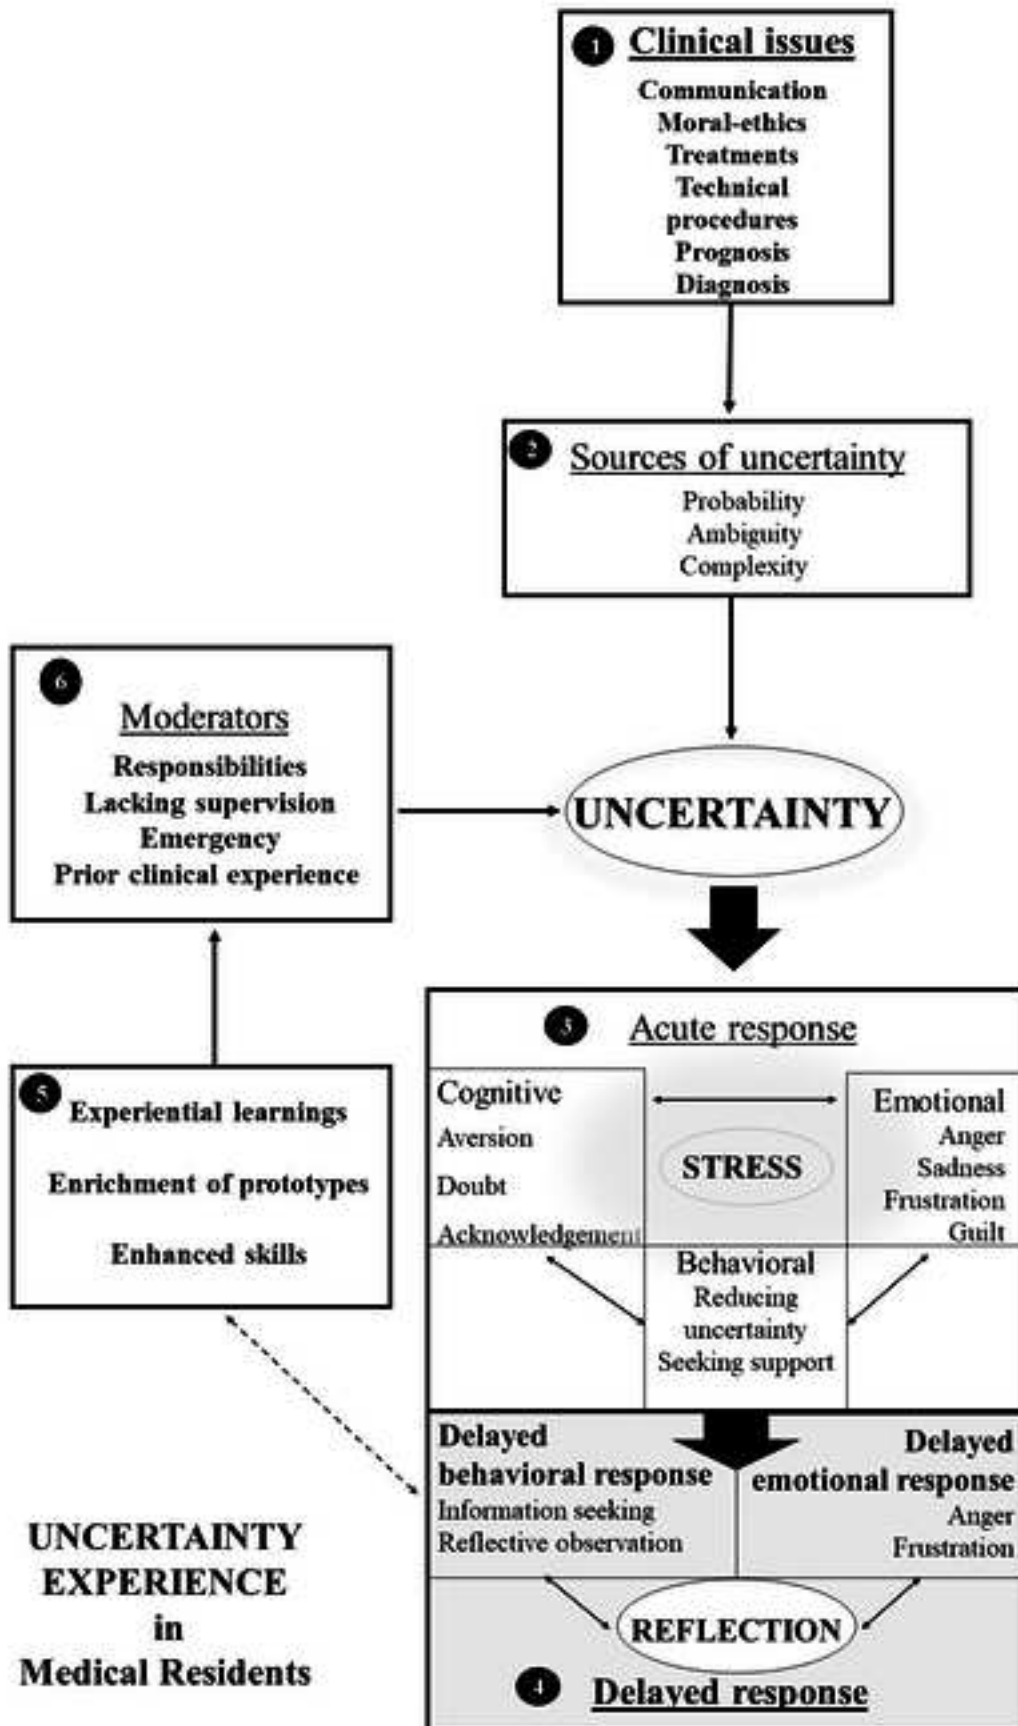 1 Clinical issues
Communication
Moral-ethics
Treatments
Technical
procedures
Prognosis
Diagnosis
2 Sources of uncertainty
Probability
Ambiguity
Complexity
6
Moderators
Responsibilities
Lacking supervision
Emergency
Prior clinical experience
UNCERTAINTY
3 Acute response
Cognitive
Aversion
Doubt
Acknowledgement
STRESS
Emotional
Anger
Sadness
Frustration
Guilt
Behavioral
Reducing
uncertainty
Seeking support
5
Experiential learnings
Enrichment of prototypes
Enhanced skills
Delayed
behavioral response
Information seeking
Reflective observation
Delayed
emotional response
Anger
Frustration
REFLECTION
4 Delayed response
UNCERTAINTY
EXPERIENCE
in
Medical Residents